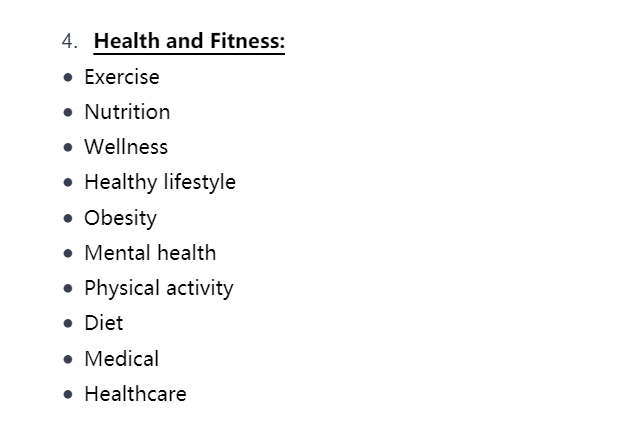 4. Health and Fitness:
• Exercise
• Nutrition
• Wellness
• Healthy lifestyle
• Obesity
• Mental health
• Physical activity
• Diet
• Medical
• Healthcare